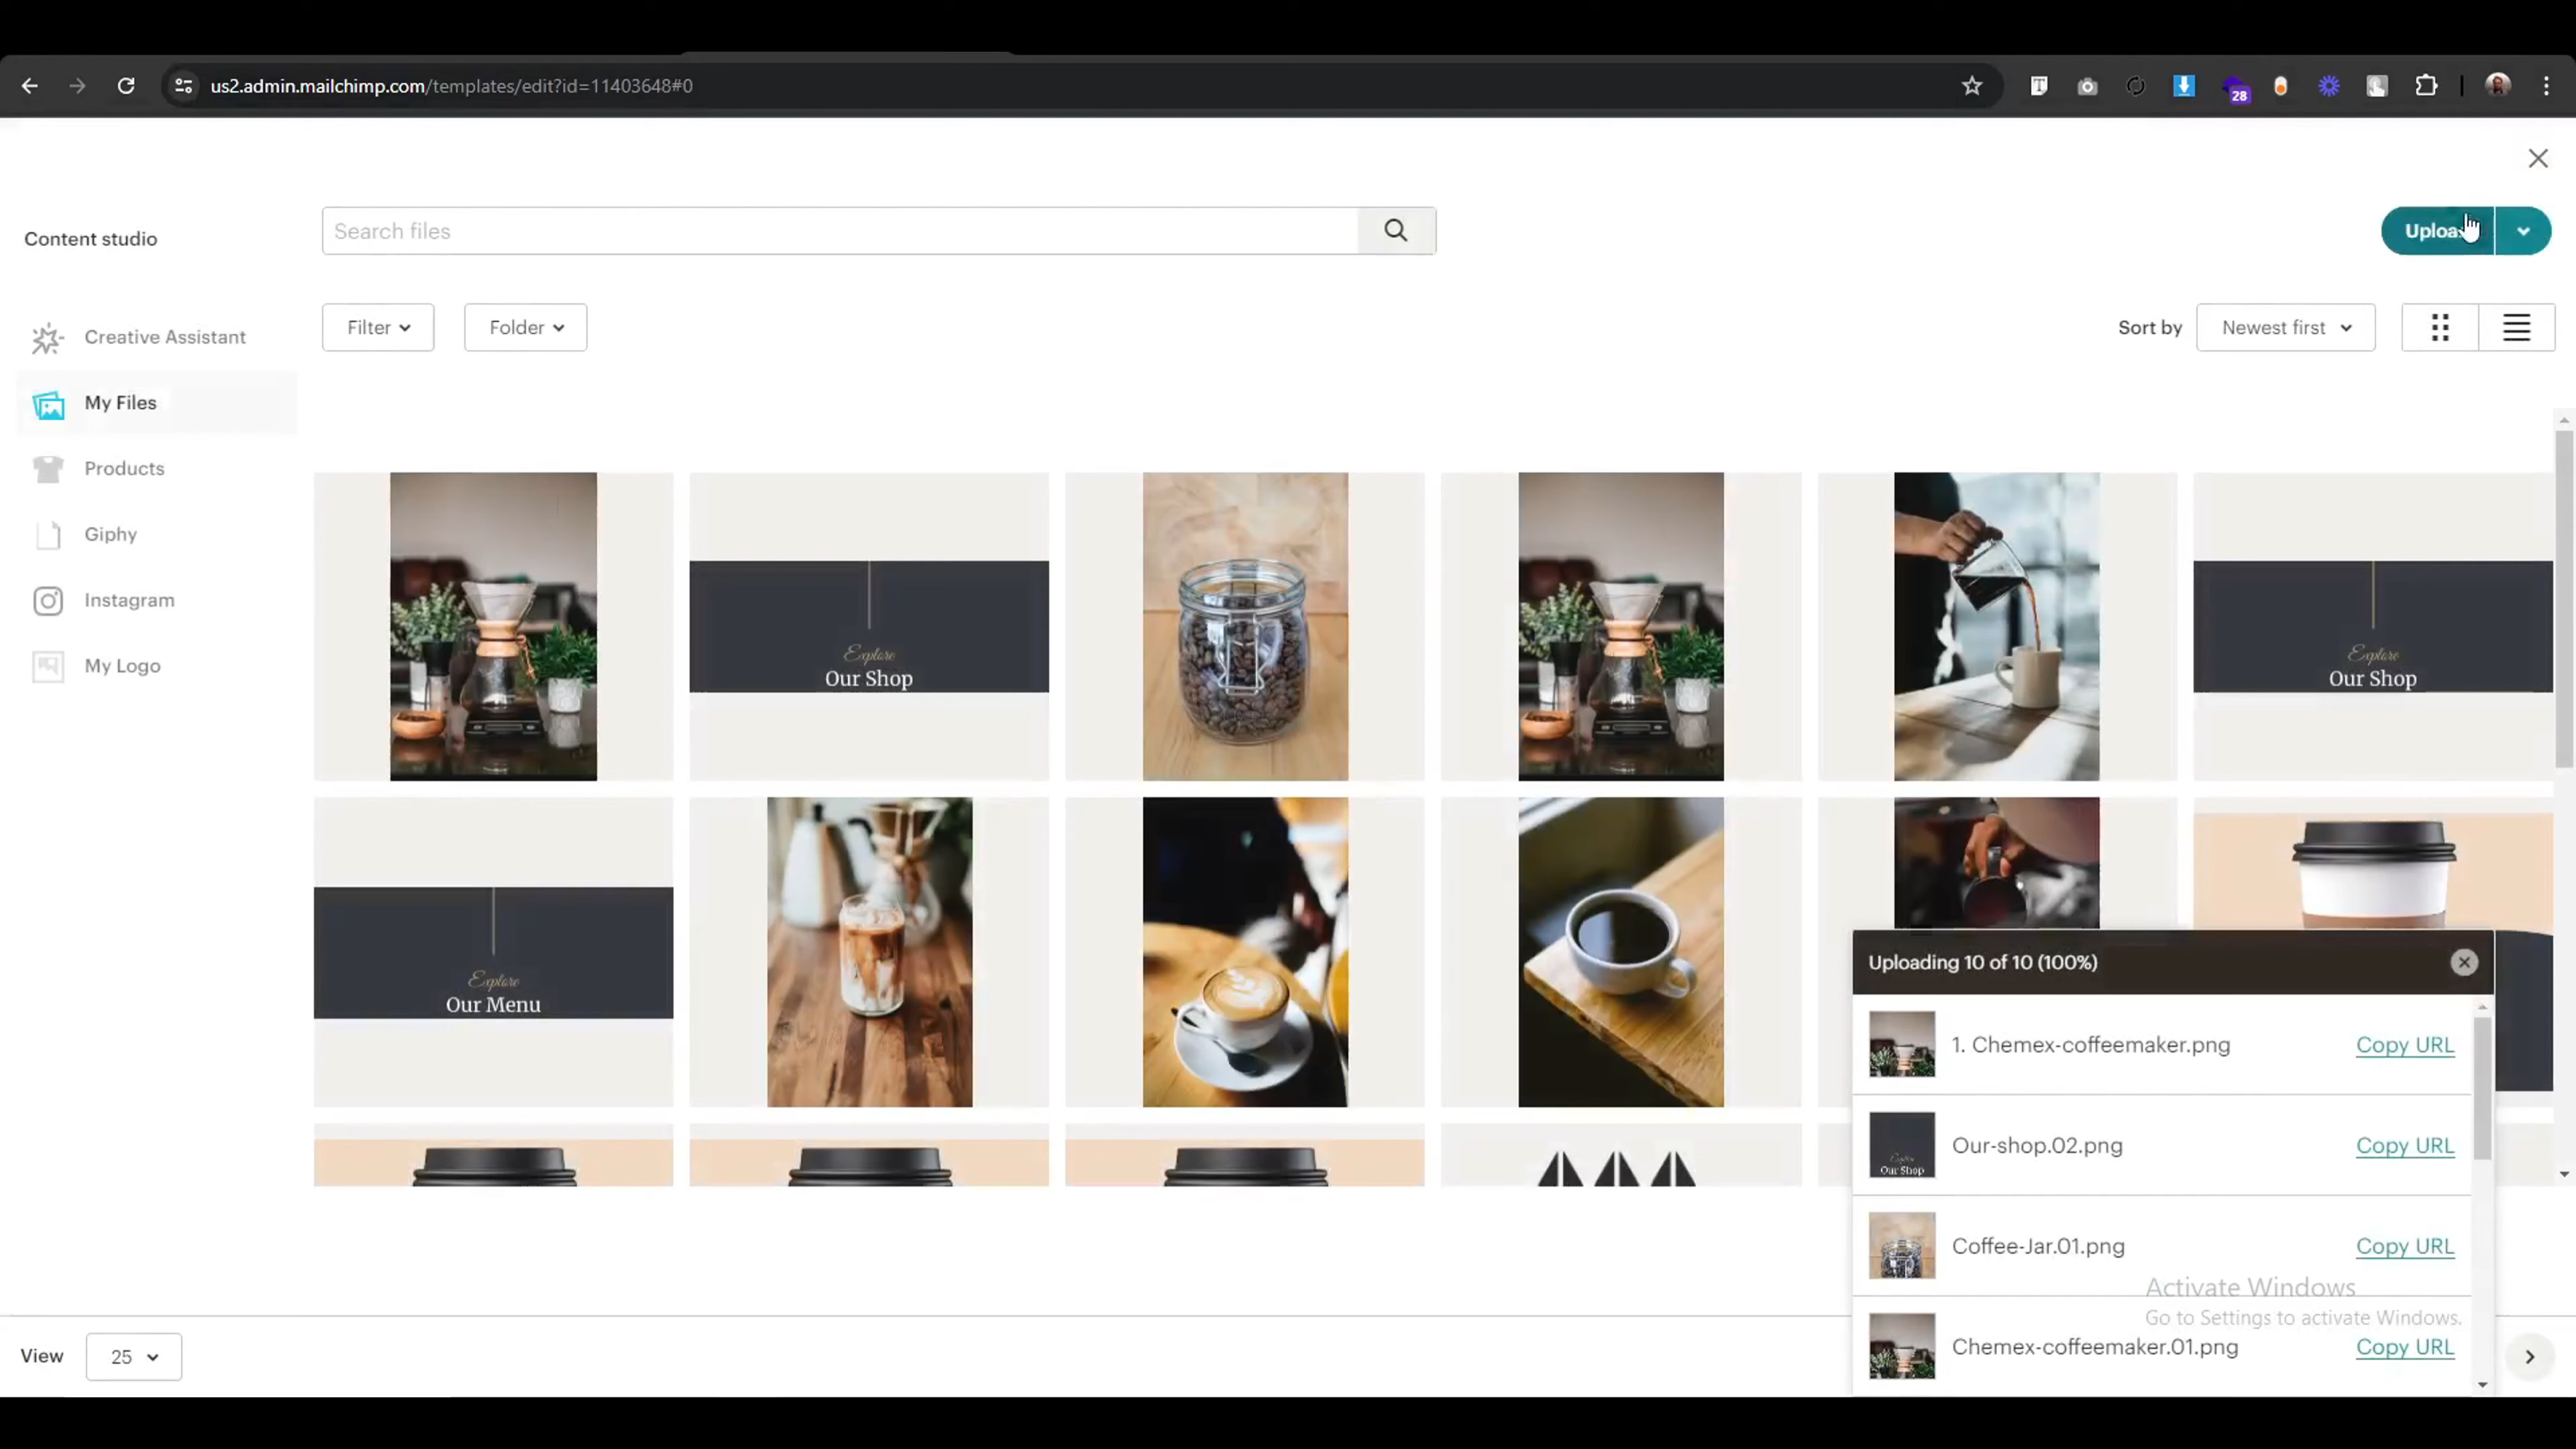 us2.admin.mailchimp.com/templates/edit?id=11403648#0
28
Content studio
Search files
Uploa
Creative Assistant
My Files
Products
Giphy
Instagram
My Logo
Filter
Folder
Sort by
Newest first
Explore
Our Shop
Explore
Our Shop
Explore
Our Menu
Uploading 10 of 10 (100%)
1. Chemex-coffeemaker.png
Copy URL
Explore
Our Shop
Our-shop.02.png
Copy URL
Coffee-Jar.01.png
Copy URL
Chemex-coffeemaker.01.png
Copy URL
Activate Windows
Go to Settings to activate Windows.
View
25